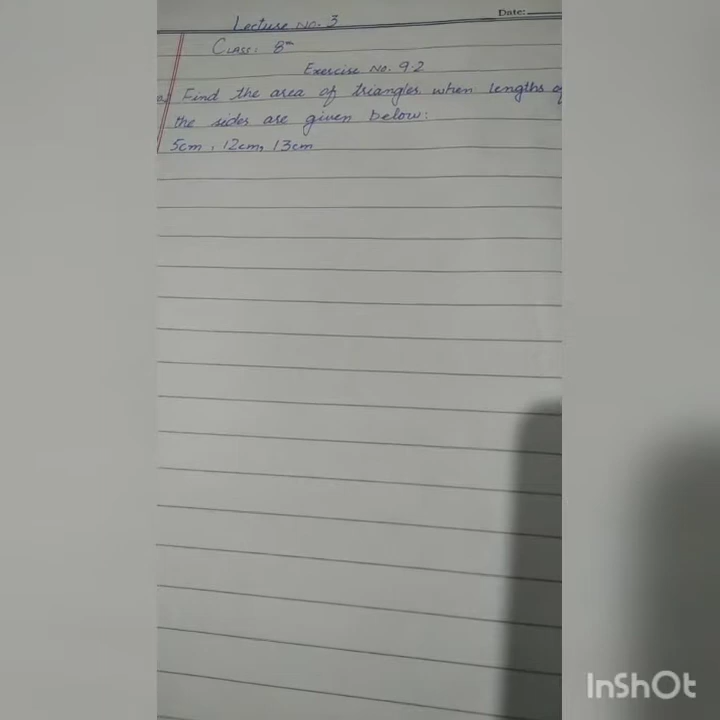 Date:
Lecture No. 3
Class: 8th
Exercise No. 9.2
Find the area of triangles when lengths of
the sides are given below:
5cm, 12cm, 13cm
InShOt